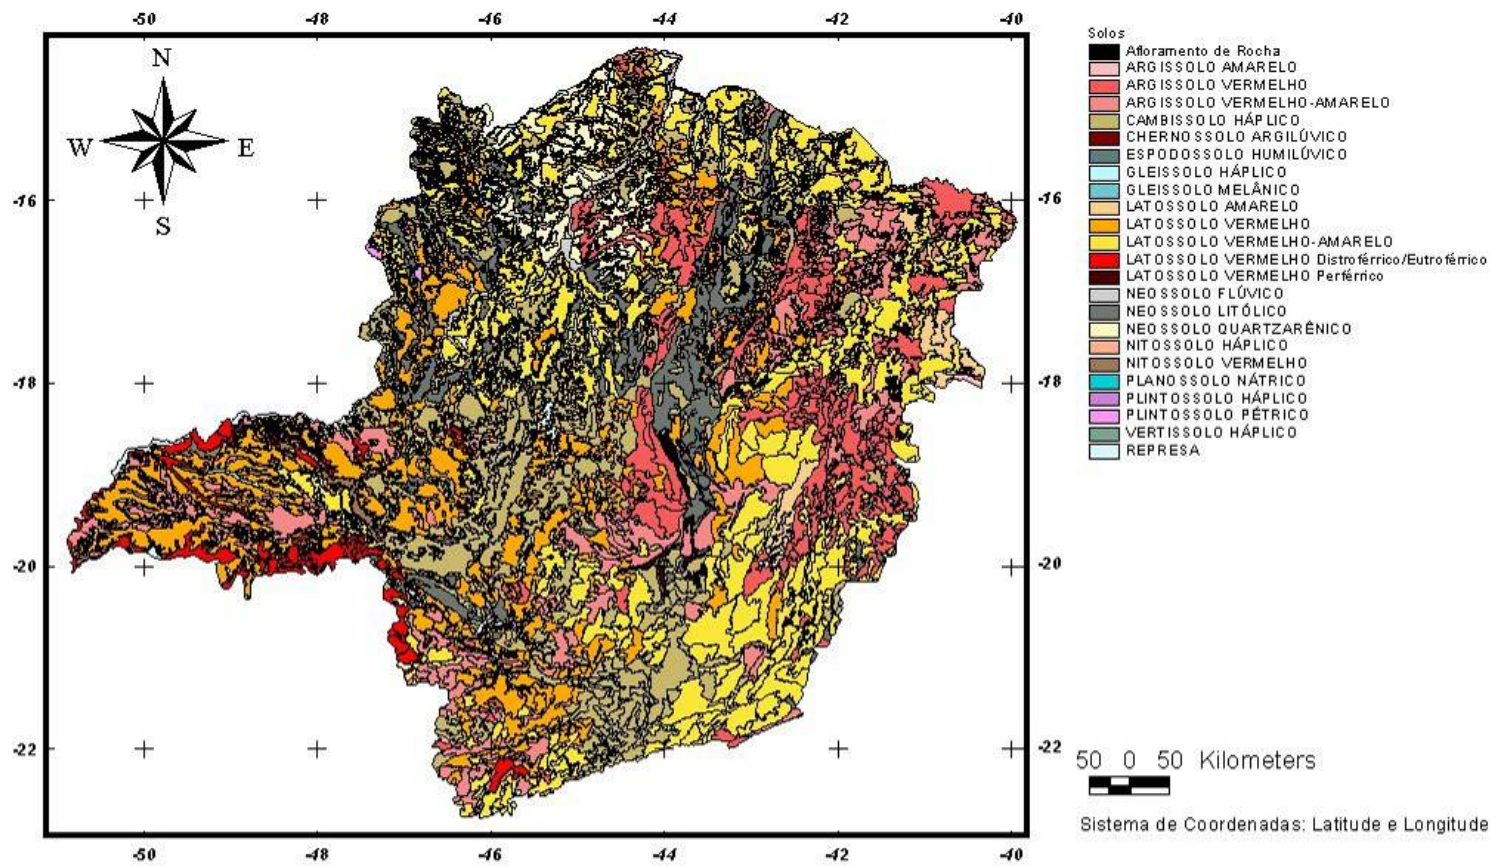 -50 -48 -46 -44 -42 -40
N
W E
S
-16 -16
-18 -18
-20 -20
-22 -22
-50 -48 -46 -44 -42 -40
Solos
Afloramento de Rocha
ARGISSOLO AMARELO
ARGISSOLO VERMELHO
ARGISSOLO VERMELHO-AMARELO
CAMBISSOLO HÁPLICO
CHERNOSSOLO ARGILÚVICO
ESPODOSSOLO HUMILÚVICO
GLEISSOLO HÁPLICO
GLEISSOLO MELÂNICO
LATOSSOLO AMARELO
LATOSSOLO VERMELHO
LATOSSOLO VERMELHO-AMARELO
LATOSSOLO VERMELHO Distroférrico/Eutroférrico
LATOSSOLO VERMELHO Perférrico
NEOSSOLO FLÚVICO
NEOSSOLO LITÓLICO
NEOSSOLO QUARTZARÊNICO
NITOSSOLO HÁPLICO
NITOSSOLO VERMELHO
PLANOSSOLO NÁTRICO
PLINTOSSOLO HÁPLICO
PLINTOSSOLO PÉTRICO
VERTISSOLO HÁPLICO
REPRESA
50 0 50 Kilometers
Sistema de Coordenadas: Latitude e Longitude